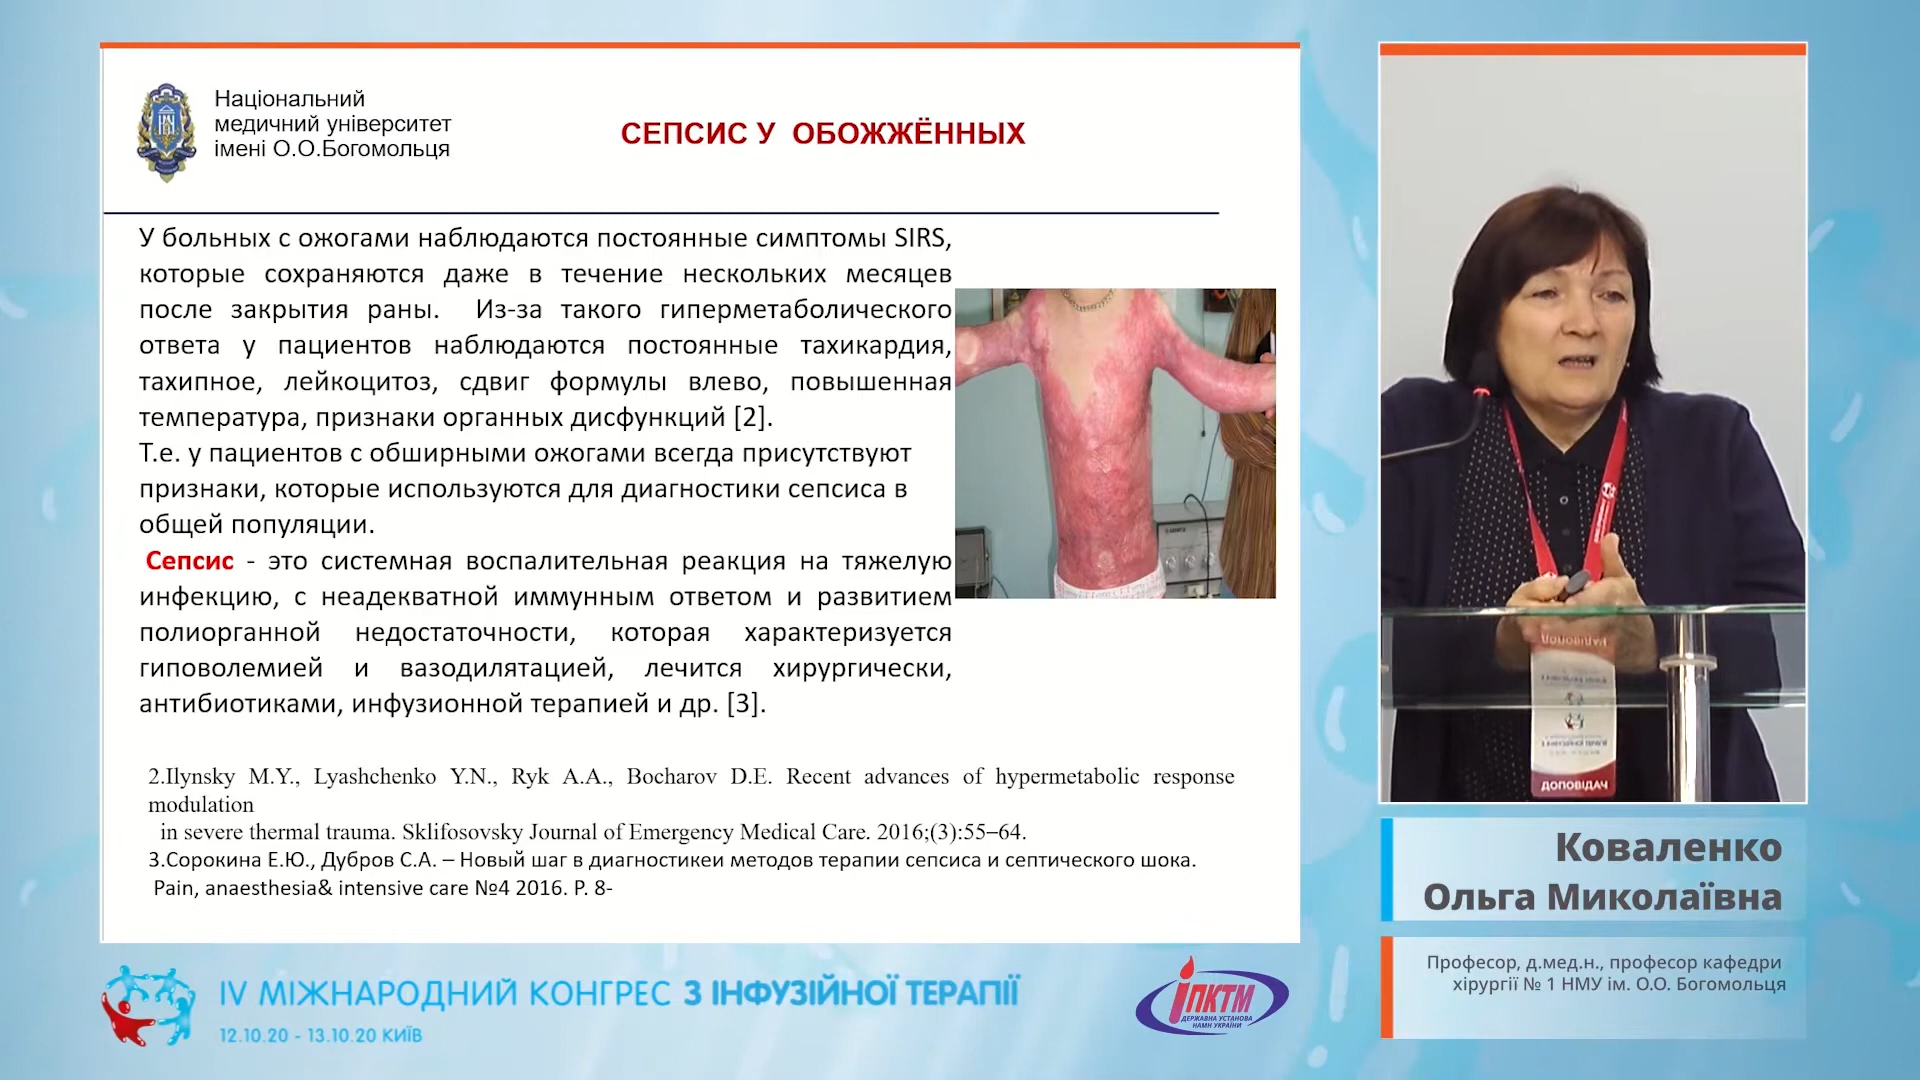 Національний
медичний університет
імені О.О.Богомольця
СЕПСИС У ОБОЖЖЁННЫХ
У больных с ожогами наблюдаются постоянные симптомы SIRS,
которые сохраняются даже в течение нескольких месяцев
после закрытия раны. Из-за такого гиперметаболического
ответа у пациентов наблюдаются постоянные тахикардия,
тахипное, лейкоцитоз, сдвиг формулы влево, повышенная
температура, признаки органных дисфункций [2].
Т.е. у пациентов с обширными ожогами всегда присутствуют
признаки, которые используются для диагностики сепсиса в
общей популяции.
Сепсис - это системная воспалительная реакция на тяжелую
инфекцию, с неадекватной иммунным ответом и развитием
полиорганной недостаточности, которая характеризуется
гиповолемией и вазодилятацией, лечится хирургически,
антибиотиками, инфузионной терапией и др. [3].
2.Ilynsky M.Y., Lyashchenko Y.N., Ryk A.A., Bocharov D.E. Recent advances of hypermetabolic response
modulation
in severe thermal trauma. Sklifosovsky Journal of Emergency Medical Care. 2016;(3):55–64.
3.Сорокина Е.Ю., Дубров С.А. – Новый шаг в диагностикеи методов терапии сепсиса и септического шока.
Pain, anaesthesia& intensive care №4 2016. P. 8-
ДОПОВІДАЧ
Коваленко
Ольга Миколаївна
Професор, д.мед.н., професор кафедри
хірургії № 1 НМУ ім. О.О. Богомольця
IV МІЖНАРОДНИЙ КОНГРЕС З ІНФУЗІЙНОЇ ТЕРАПІЇ
12.10.20 - 13.10.20 КИЇВ
ІПКТМ
ДЕРЖАВНА УСТАНОВА
НАМН УКРАЇНИ